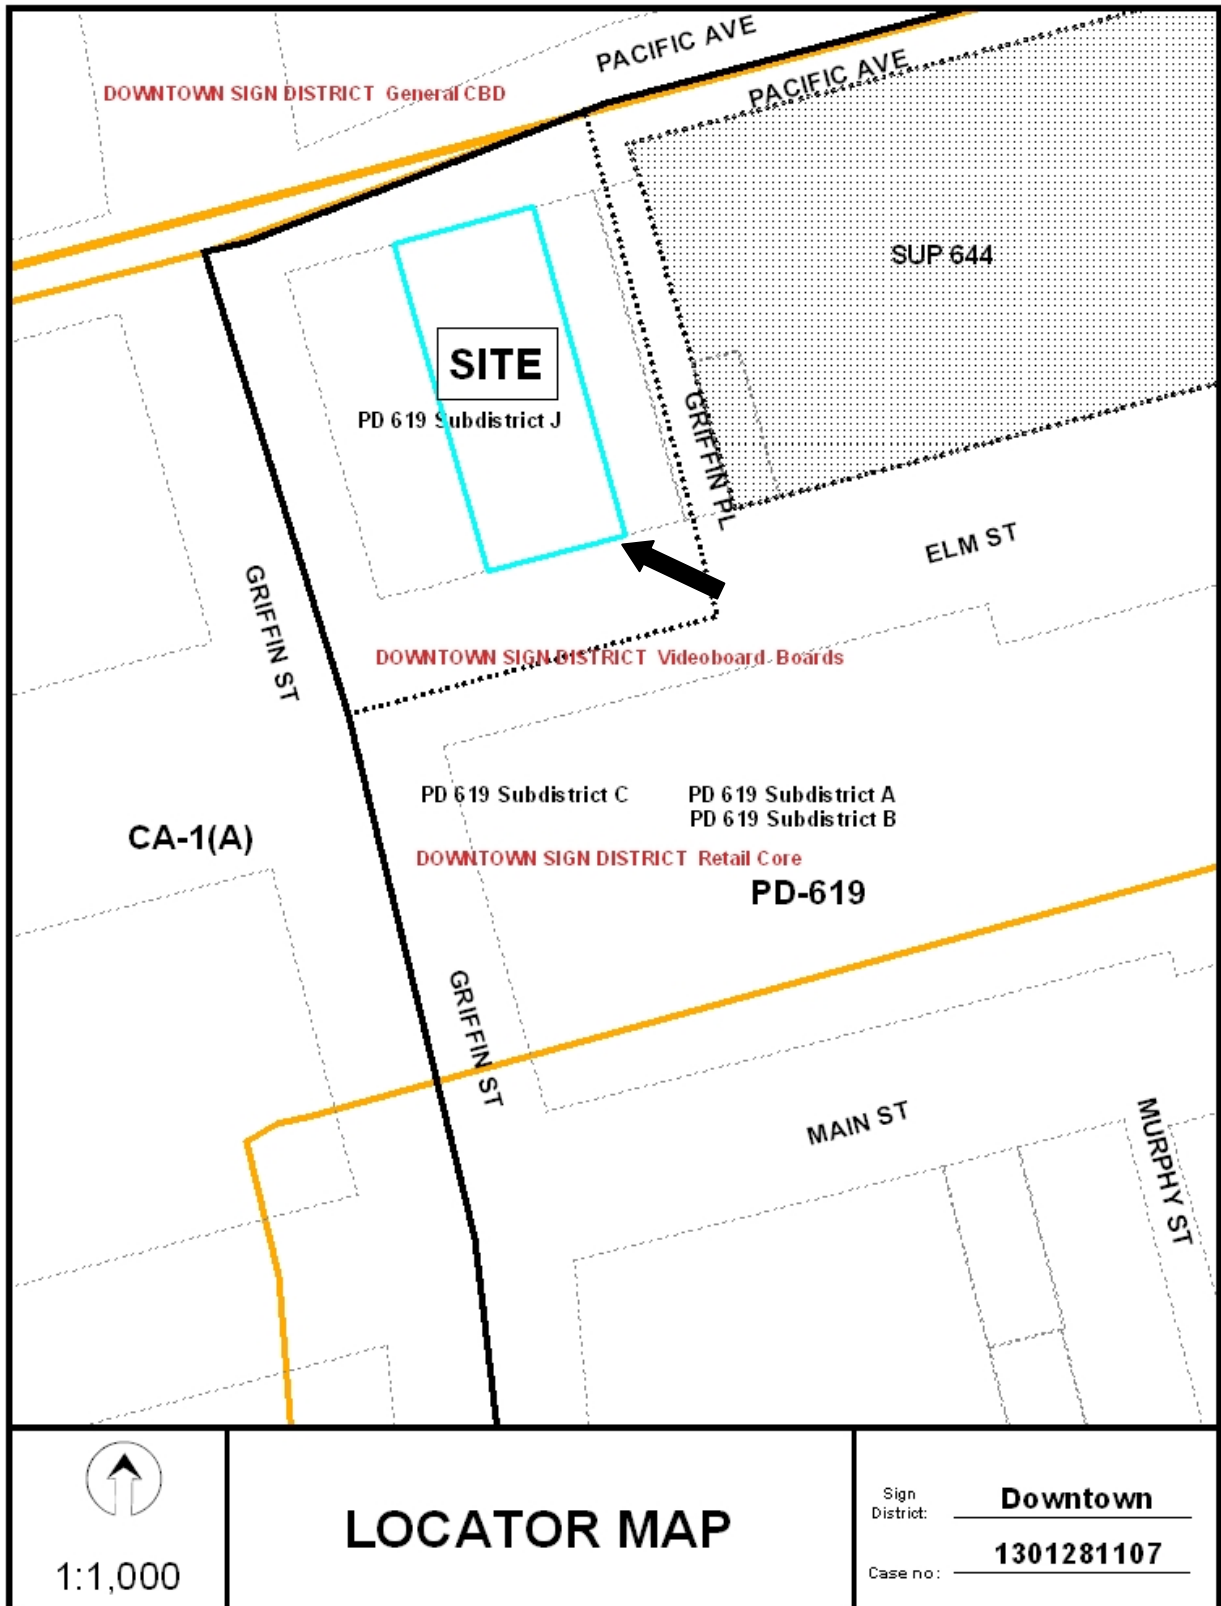 PACIFIC AVE
PACIFIC AVE
DOWNTOWN SIGN DISTRICT General CBD
SUP 644
SITE
PD 619 Subdistrict J
GRIFFIN PL
ELM ST
GRIFFIN ST
DOWNTOWN SIGN DISTRICT Videoboard Boards
PD 619 Subdistrict C
PD 619 Subdistrict A
PD 619 Subdistrict B
CA-1(A)
DOWNTOWN SIGN DISTRICT Retail Core
PD-619
GRIFFIN ST
MAIN ST
MURPHY ST
1:1,000
LOCATOR MAP
Sign
District:
Downtown
Case no:
1301281107